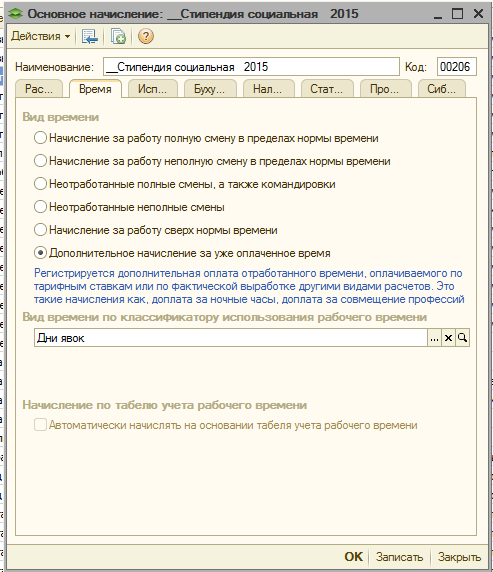 Основное начисление: __Стипендия социальная 2015
Действия
Наименование: __Стипендия социальная 2015 Код: 00206
Рас... Время Исп... Буху... Нал... Стат... Про... Сиб...
Вид времени
Начисление за работу полную смену в пределах нормы времени
Начисление за работу неполную смену в пределах нормы времени
Неотработанные полные смены, а также командировки
Неотработанные неполные смены
Начисление за работу сверх нормы времени
Дополнительное начисление за уже оплаченное время
Регистрируется дополнительная оплата отработанного времени, оплачиваемого по
тарифным ставкам или по фактической выработке другими видами расчетов. Это
такие начисления как, доплата за ночные часы, доплата за совмещение профессий
Вид времени по классификатору использования рабочего времени
Дни явок ...
Начисление по табелю учета рабочего времени
Автоматически начислять на основании табеля учета рабочего времени
OK Записать Закрыть